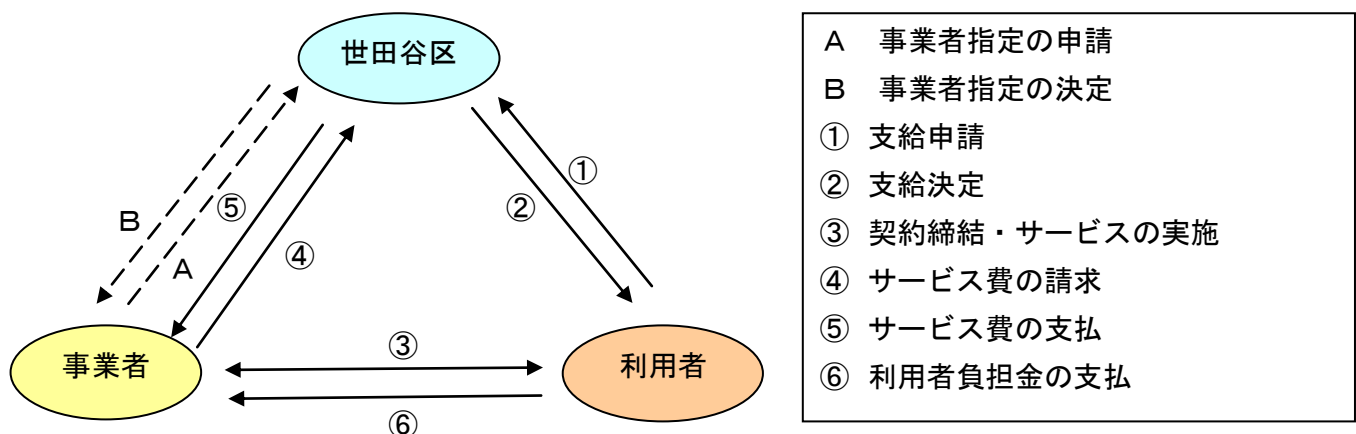 世田谷区
①
②
B
⑤
A
④
事業者
③
利用者
⑥
A 事業者指定の申請
B 事業者指定の決定
① 支給申請
② 支給決定
③ 契約締結・サービスの実施
④ サービス費の請求
⑤ サービス費の支払
⑥ 利用者負担金の支払